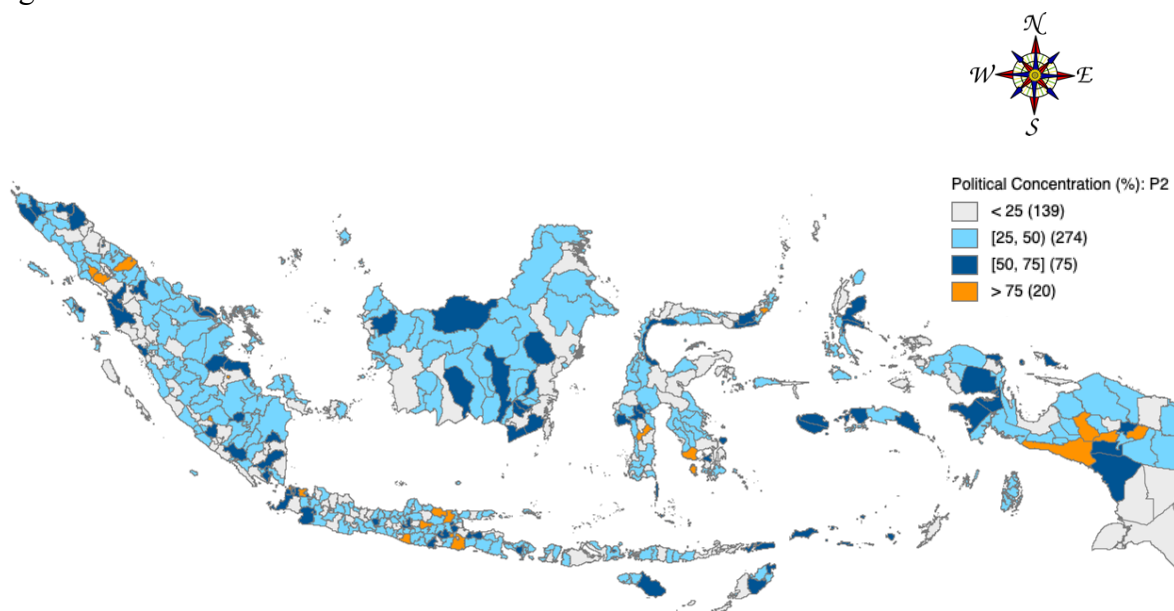 N
W E
S
Political Concentration (%): P2
< 25 (139)
[25, 50) (274)
[50, 75] (75)
> 75 (20)